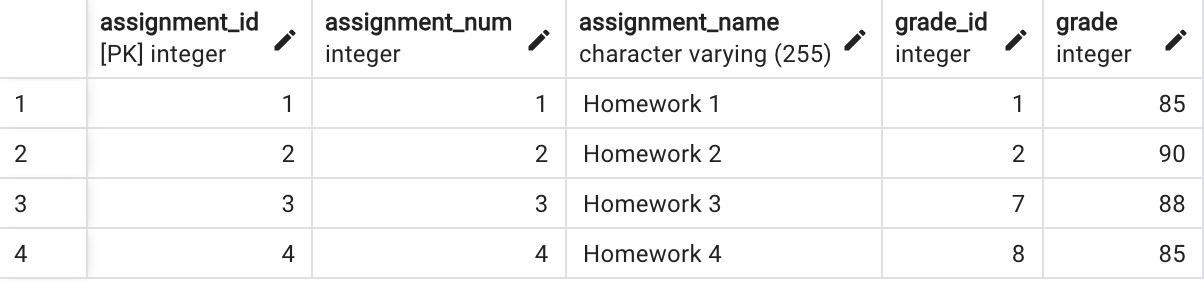 assignment_id assignment_num assignment_name grade_id grade
[PK] integer integer character varying (255) integer integer
1 1 1 Homework 1 1 85
2 2 2 Homework 2 2 90
3 3 3 Homework 3 7 88
4 4 4 Homework 4 8 85